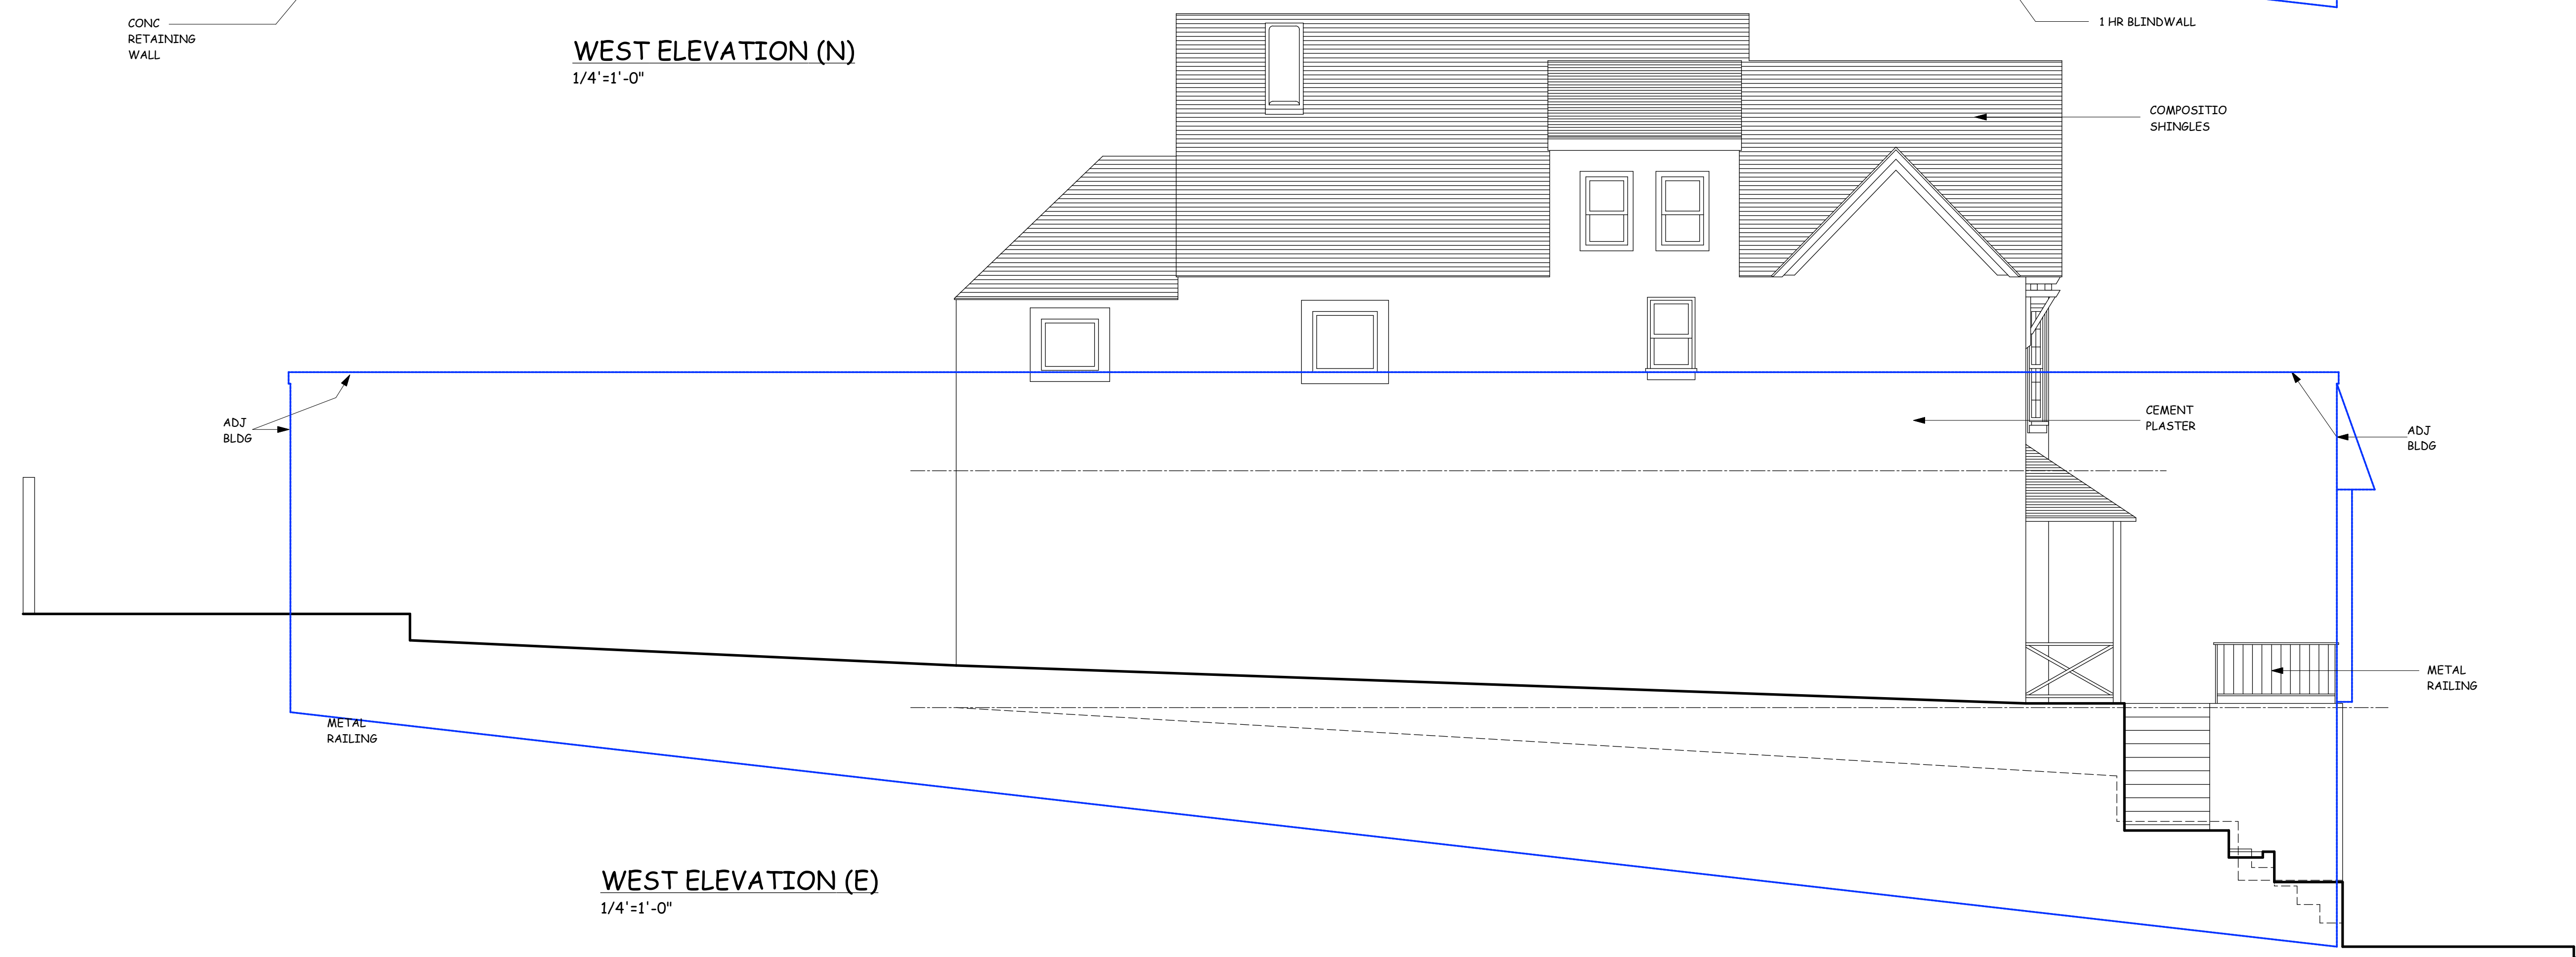 CONC
RETAINING
WALL
WEST ELEVATION (N)
1/4'=1'-0"
1 HR BLINDWALL
COMPOSITIO
SHINGLES
ADJ
BLDG
CEMENT
PLASTER
ADJ
BLDG
METAL
RAILING
METAL
RAILING
WEST ELEVATION (E)
1/4'=1'-0"